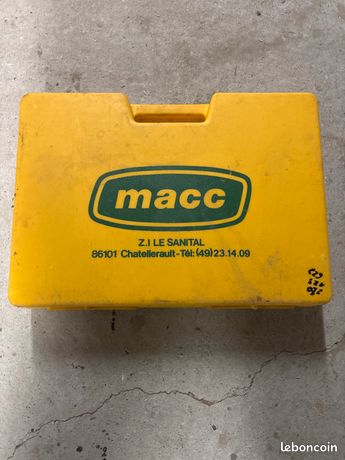 macc
Z.I LE SANITAL
86101 Chatellerault-Tél:(49)23.14.09
leboncoin